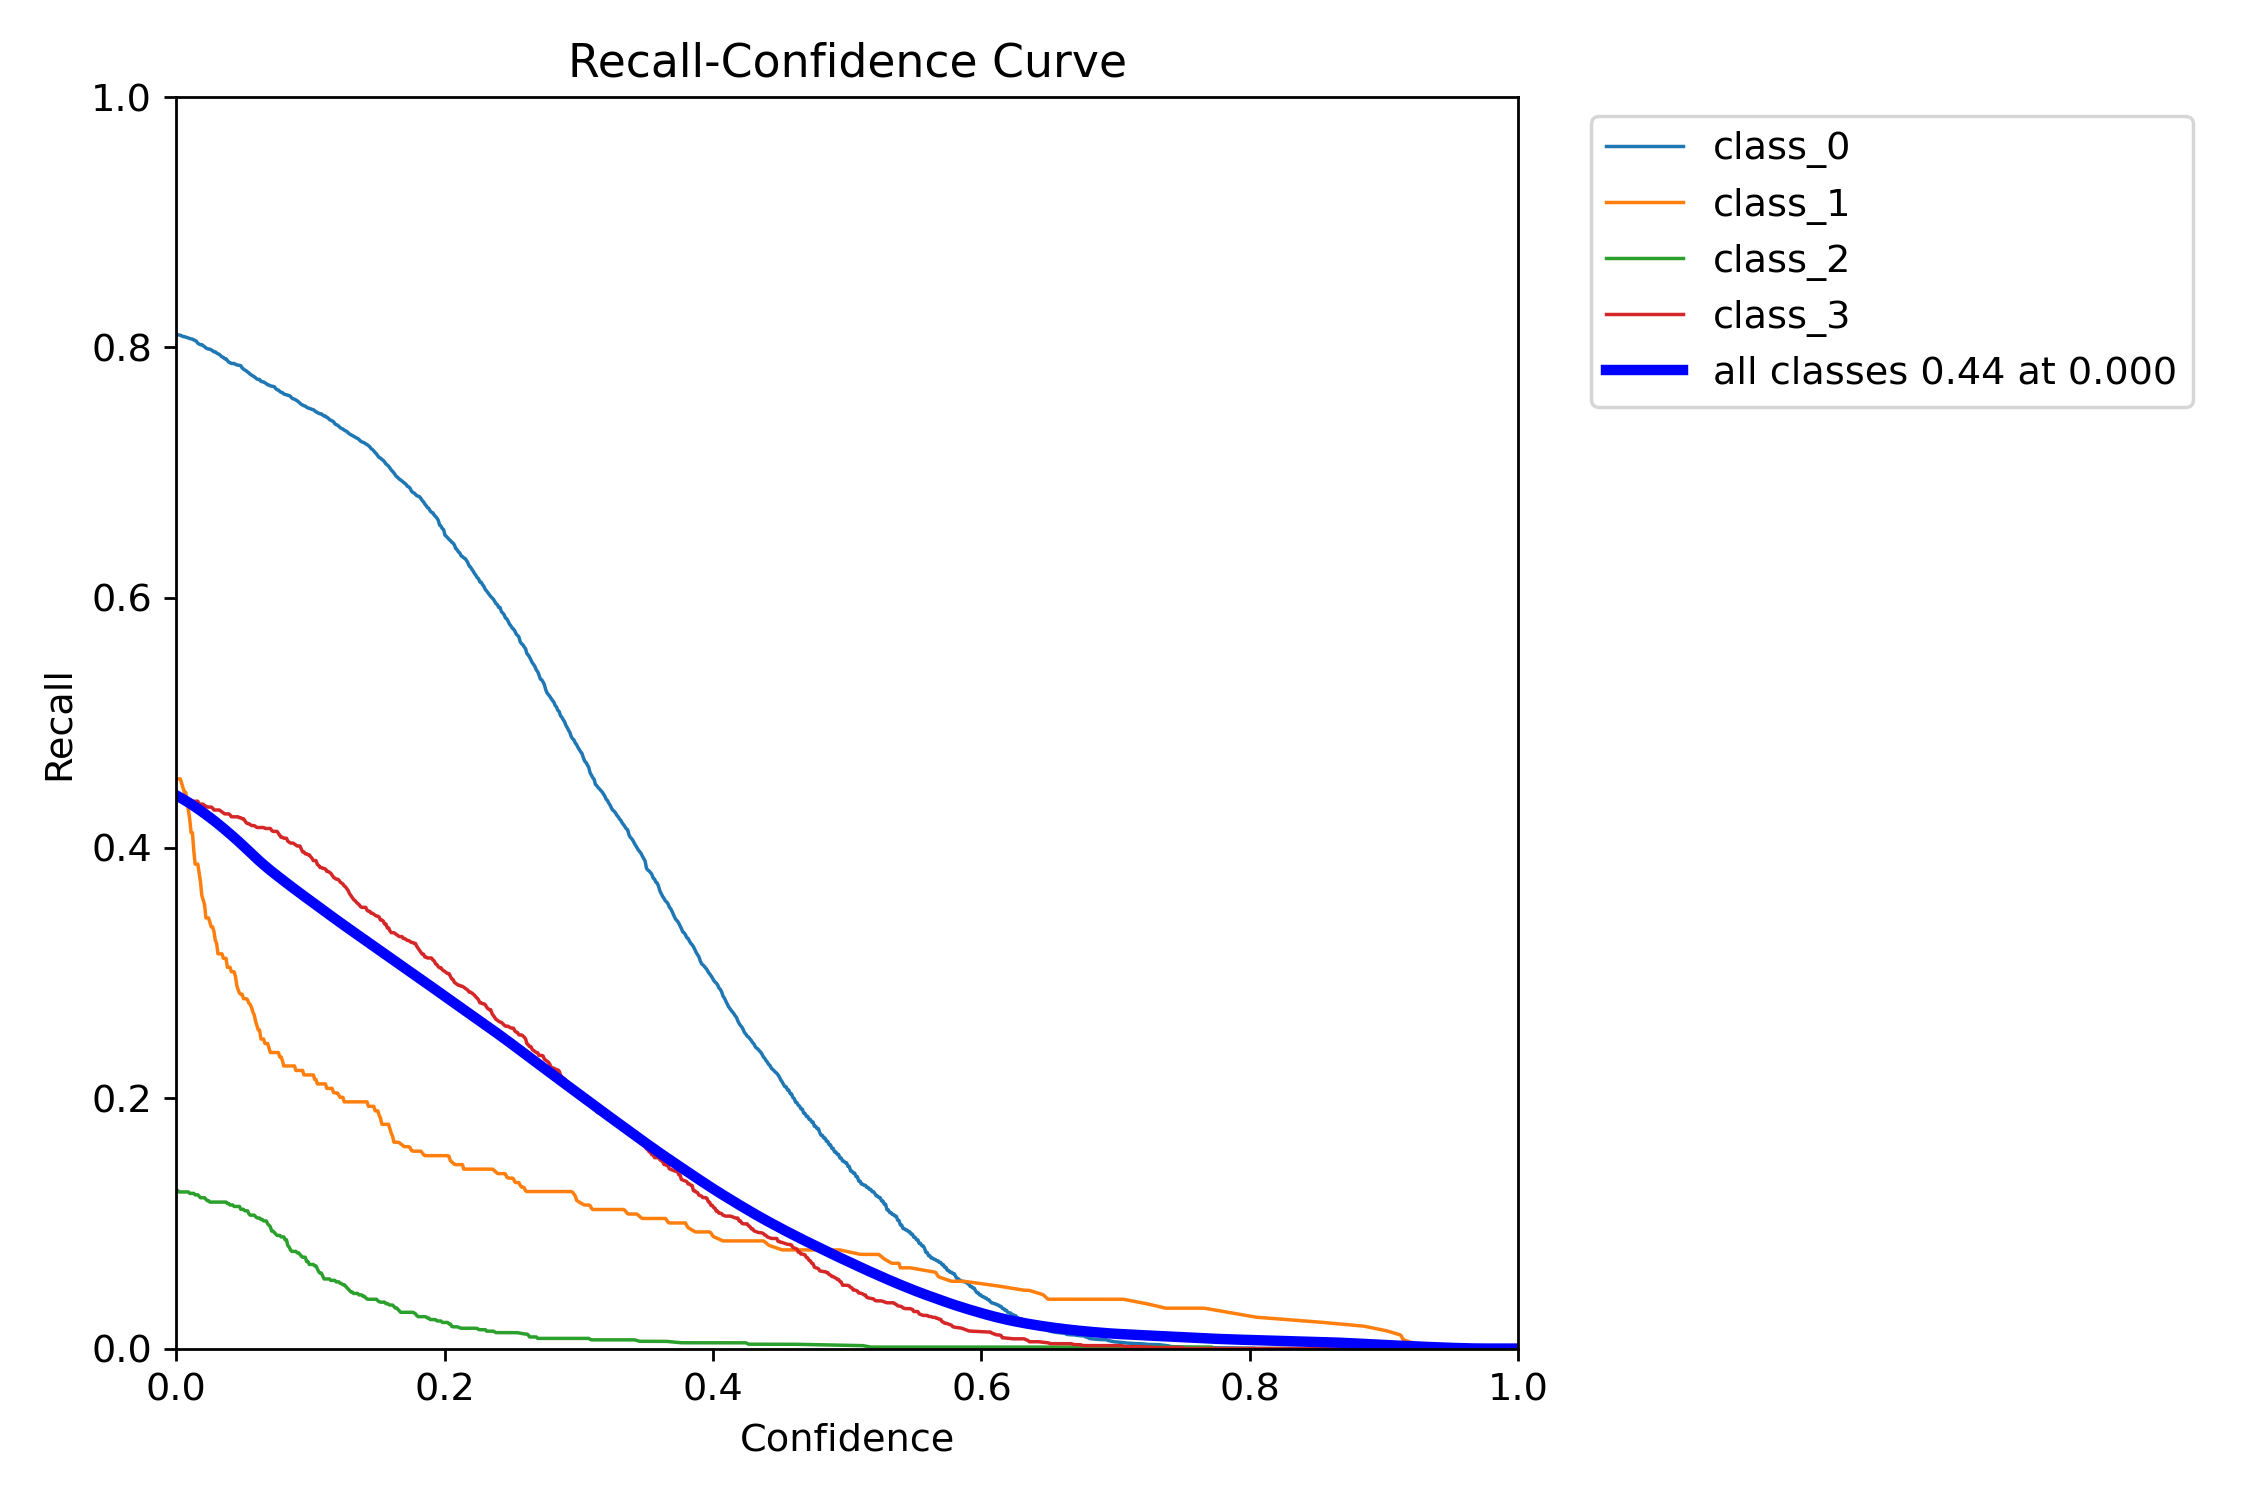 Recall-Confidence Curve
1.0
0.8
0.6
0.4
0.2
0.0
Recall
0.0 0.2 0.4 0.6 0.8 1.0
Confidence
class_0
class_1
class_2
class_3
all classes 0.44 at 0.000